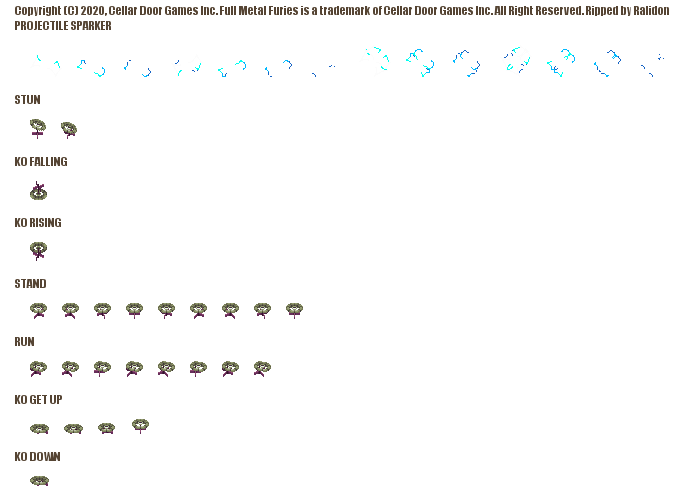 Copyright (C) 2020, Cellar Door Games Inc. Full Metal Furies is a trademark of Cellar Door Games Inc. All Right Reserved. Ripped by Ralidon
PROJECTILE SPARKER
STUN
KO FALLING
KO RISING
STAND
RUN
KO GET UP
KO DOWN